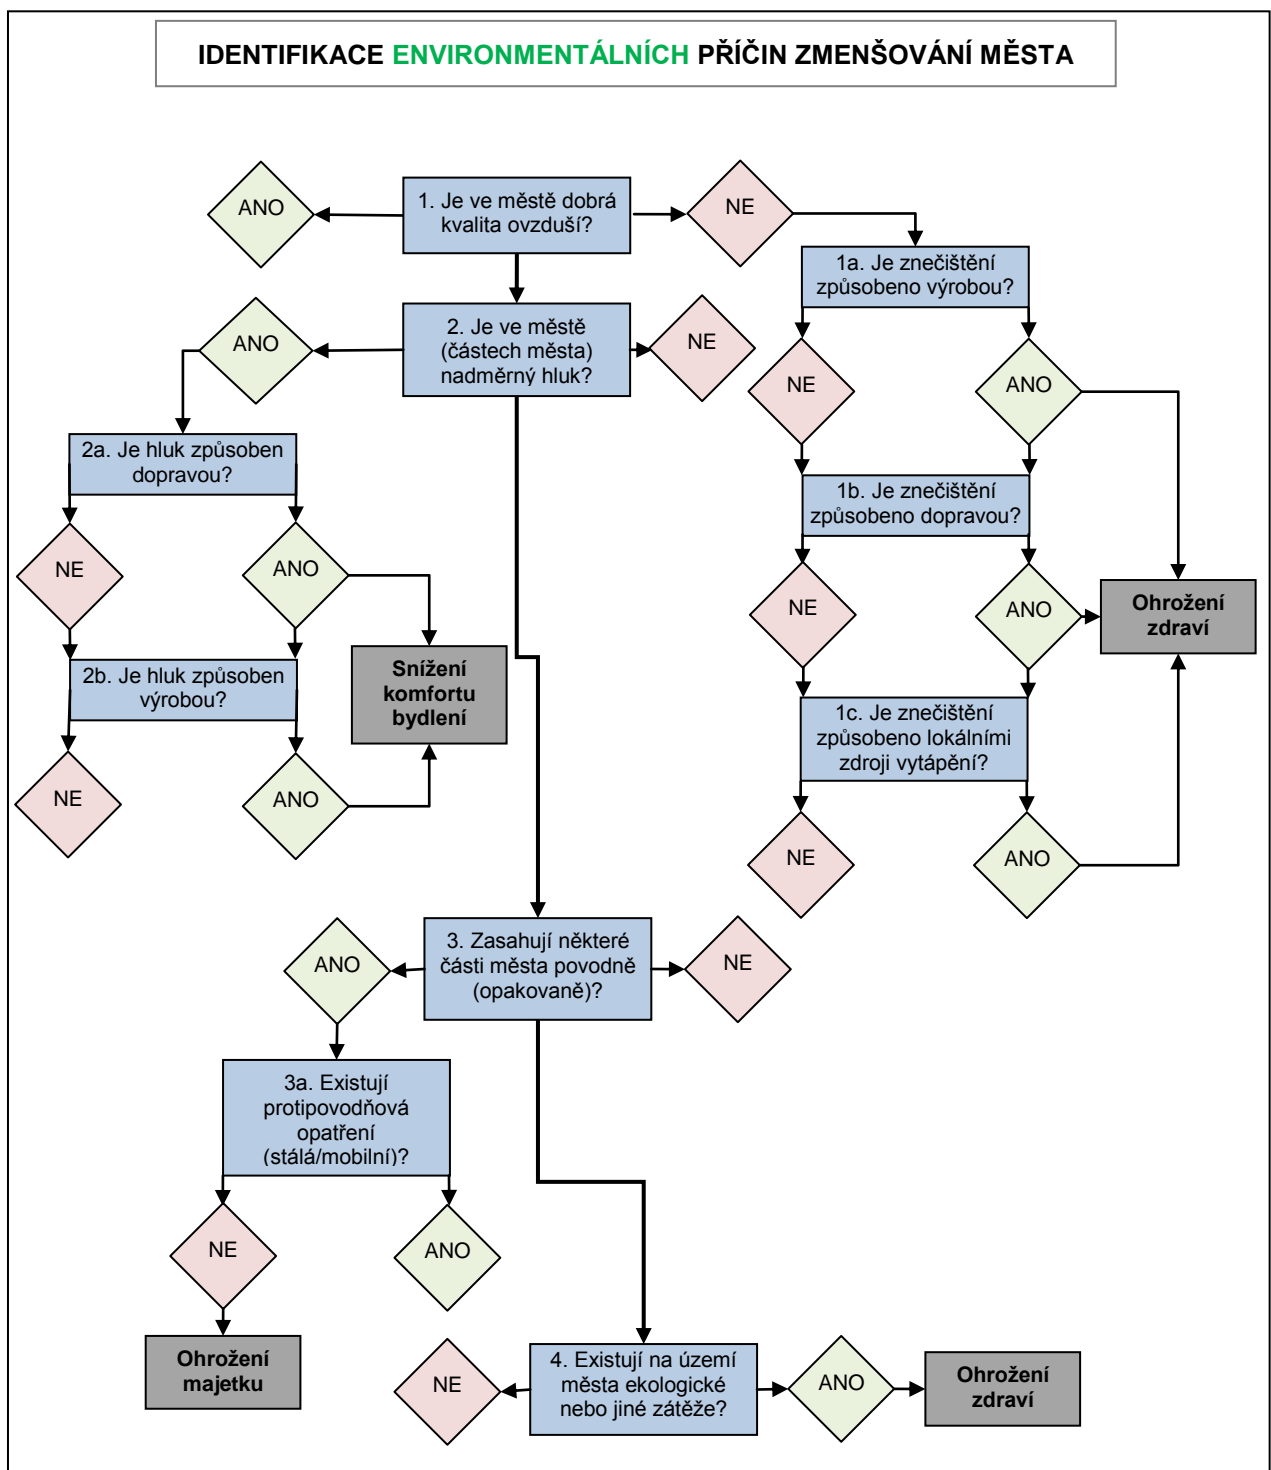 IDENTIFIKACE ENVIRONMENTÁLNÍCH PŘÍČIN ZMENŠOVÁNÍ MĚSTA
ANO
1. Je ve městě dobrá
kvalita ovzduší?
NE
1a. Je znečištění
způsobeno výrobou?
ANO
2. Je ve městě
(částech města)
nadměrný hluk?
NE
NE
ANO
2a. Je hluk způsoben
dopravou?
1b. Je znečištění
způsobeno dopravou?
NE
ANO
NE
ANO
Ohrožení
zdraví
2b. Je hluk způsoben
výrobou?
Snížení
komfortu
bydlení
1c. Je znečištění
způsobeno lokálními
zdroji vytápění?
NE
ANO
NE
ANO
ANO
3. Zasahují některé
části města povodně
(opakovaně)?
NE
3a. Existují
protipovodňová
opatření
(stálá/mobilní)?
NE
ANO
Ohrožení
majetku
NE
4. Existují na území
města ekologické
nebo jiné zátěže?
ANO
Ohrožení
zdraví